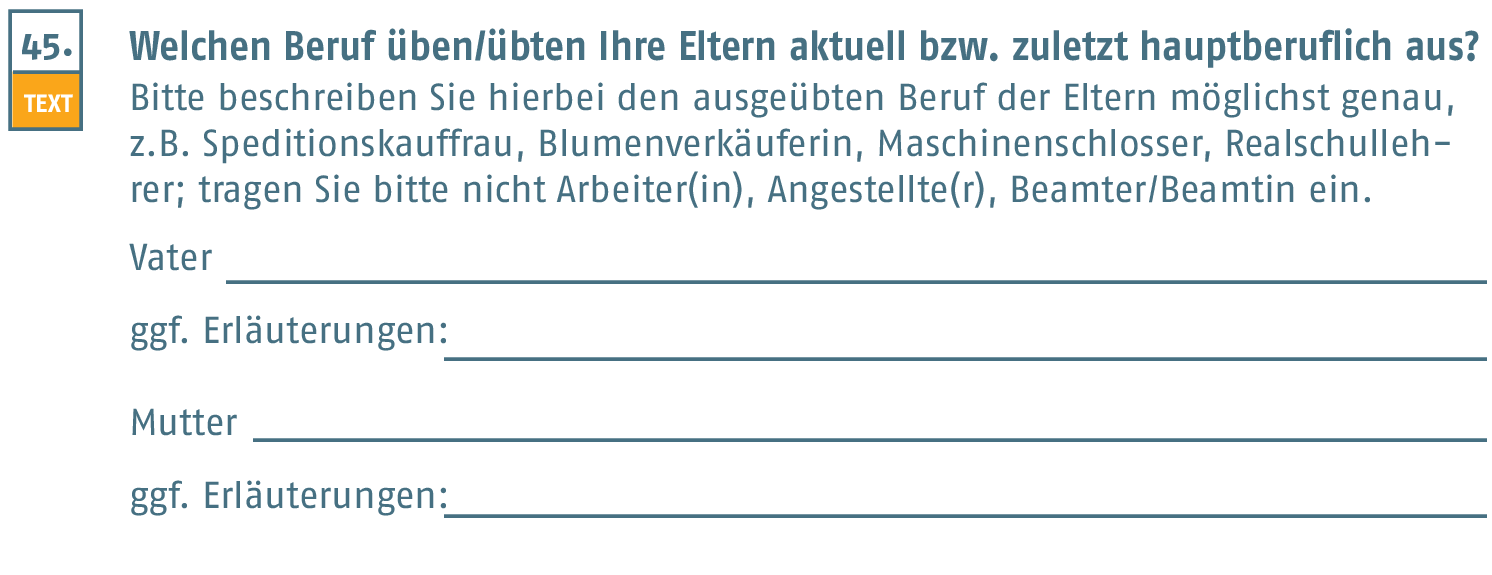 45.
TEXT
Welchen Beruf üben/übten Ihre Eltern aktuell bzw. zuletzt hauptberuflich aus?
Bitte beschreiben Sie hierbei den ausgeübten Beruf der Eltern möglichst genau,
z.B. Speditionskauffrau, Blumenverkäuferin, Maschinenschlosser, Realschulleh-
rer; tragen Sie bitte nicht Arbeiter(in), Angestellte(r), Beamter/Beamtin ein.
Vater
ggf. Erläuterungen:
Mutter
ggf. Erläuterungen: